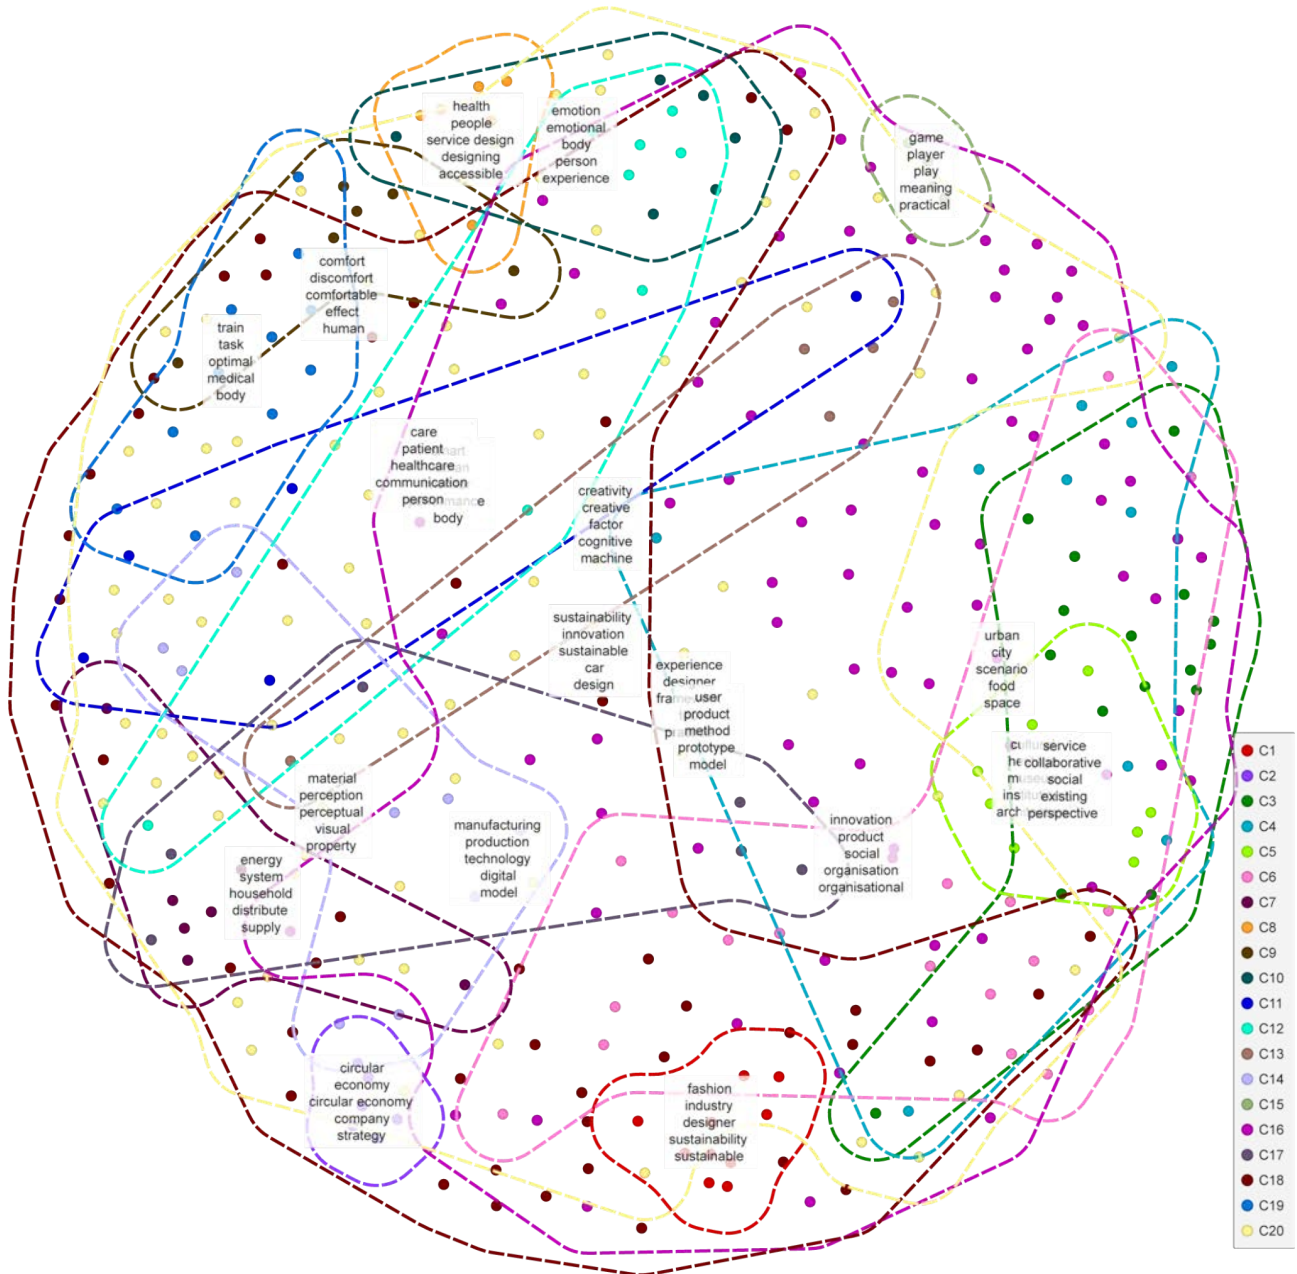 health
people
service design
designing
accessible
emotion
emotional
body
person
experience
game
player
play
meaning
practical
comfort
discomfort
comfortable
effect
human
train
task
optimal
medical
body
care
patient
healthcare
communication
person
body
creativity
creative
factor
cognitive
machine
sustainability
innovation
sustainable
car
design
experience
designer
user
product
method
prototype
model
urban
city
scenario
food
space
service
collaborative
social
existing
perspective
material
perception
perceptual
visual
property
manufacturing
production
technology
digital
model
innovation
product
social
organisation
organisational
energy
system
household
distribute
supply
circular
economy
circular economy
company
strategy
fashion
industry
designer
sustainability
sustainable
C1
C2
C3
C4
C5
C6
C7
C8
C9
C10
C11
C12
C13
C14
C15
C16
C17
C18
C19
C20